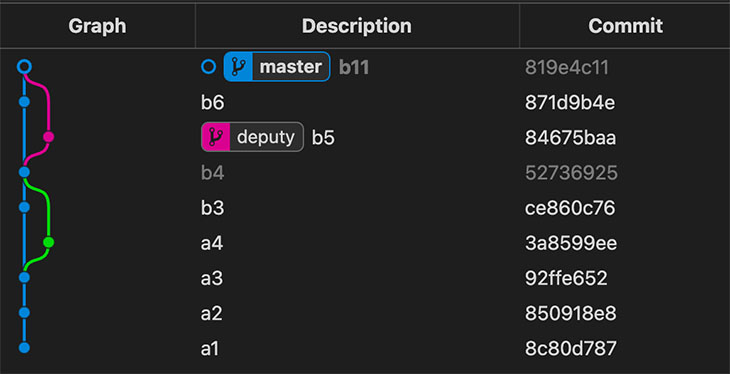 Graph Description Commit
master b11 819e4c11
b6 871d9b4e
deputy b5 84675baa
b4 52736925
b3 ce860c76
a4 3a8599ee
a3 92ffe652
a2 850918e8
a1 8c80d787